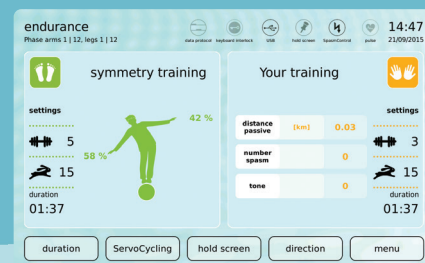 endurance
Phase arms 1 | 12, legs 1 | 12
data protocol keyboard interlock USB hold screen SpasmControl pulse
14:47
21/09/2015
symmetry training
settings
5
15
duration
01:37
58 %
42 %
Your training
distance passive [km] 0.03
number spasm 0
tone 0
settings
3
15
duration
01:37
duration ServoCycling hold screen direction menu